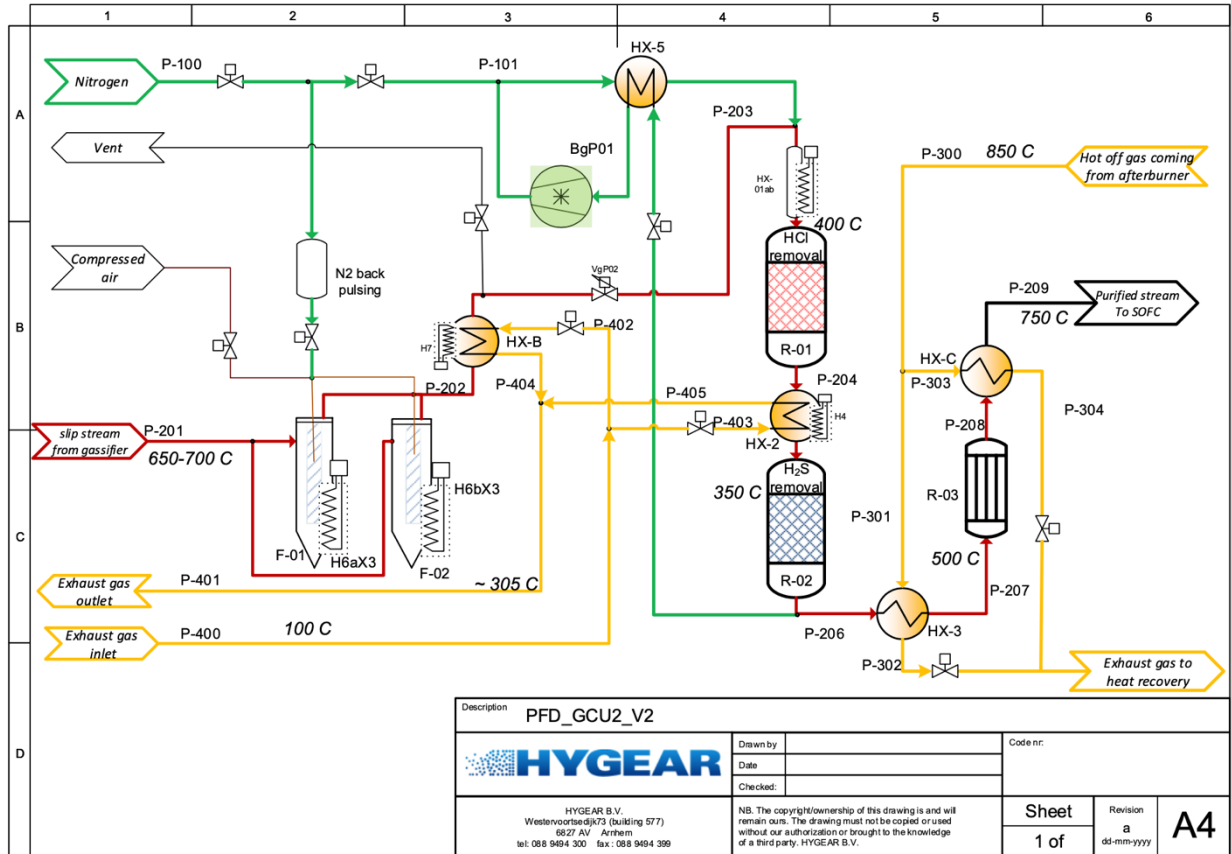 1
2
3
4
5
6
A
B
C
D
Nitrogen
P-100
P-101
HX-5
P-203
Vent
BgP01
HX-
01ab
P-300
850 C
Hot off gas coming
from afterburner
400 C
HCl
removal
R-01
Compressed
air
N2 back
pulsing
VgP02
P-402
H7
HX-B
P-202
P-404
P-405
P-204
H4
P-403
HX-2
P-209
750 C
Purified stream
To SOFC
HX-C
P-303
P-304
P-208
slip stream
from gassifier
P-201
650-700 C
H6bX3
F-01
H6aX3
F-02
350 C
H2S
removal
R-02
P-301
R-03
500 C
P-207
Exhaust gas
outlet
P-401
~ 305 C
Exhaust gas
inlet
P-400
100 C
P-206
HX-3
P-302
Exhaust gas to
heat recovery
Description
PFD_GCU2_V2
HYGEAR
Drawn by
Date
Checked:
Code nr:
HYGEAR B.V.
Westervoortsedijk73 (building 577)
6827 AV Arnhem
tel: 088 9494 300 fax : 088 9494 399
NB. The copyright/ownership of this drawing is and will
remain ours. The drawing must not be copied or used
without our authorization or brought to the knowledge
of a third party. HYGEAR B.V.
Sheet
1 of
Revision
a
dd-mm-yyyy
A4